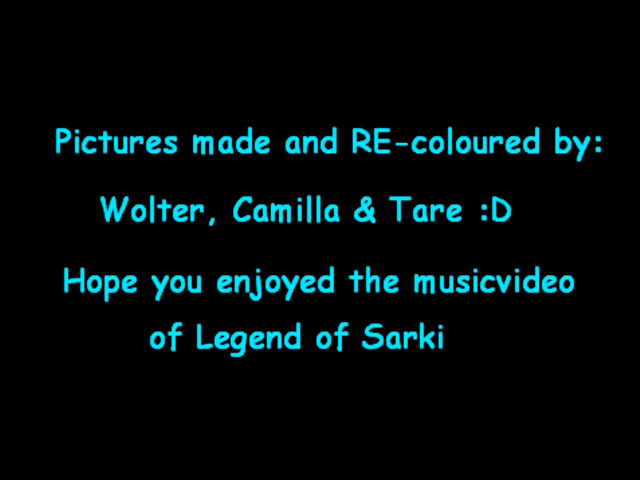 Pictures made and RE-coloured by:
Wolter, Camilla & Tare :D
Hope you enjoyed the musicvideo
of Legend of Sarki